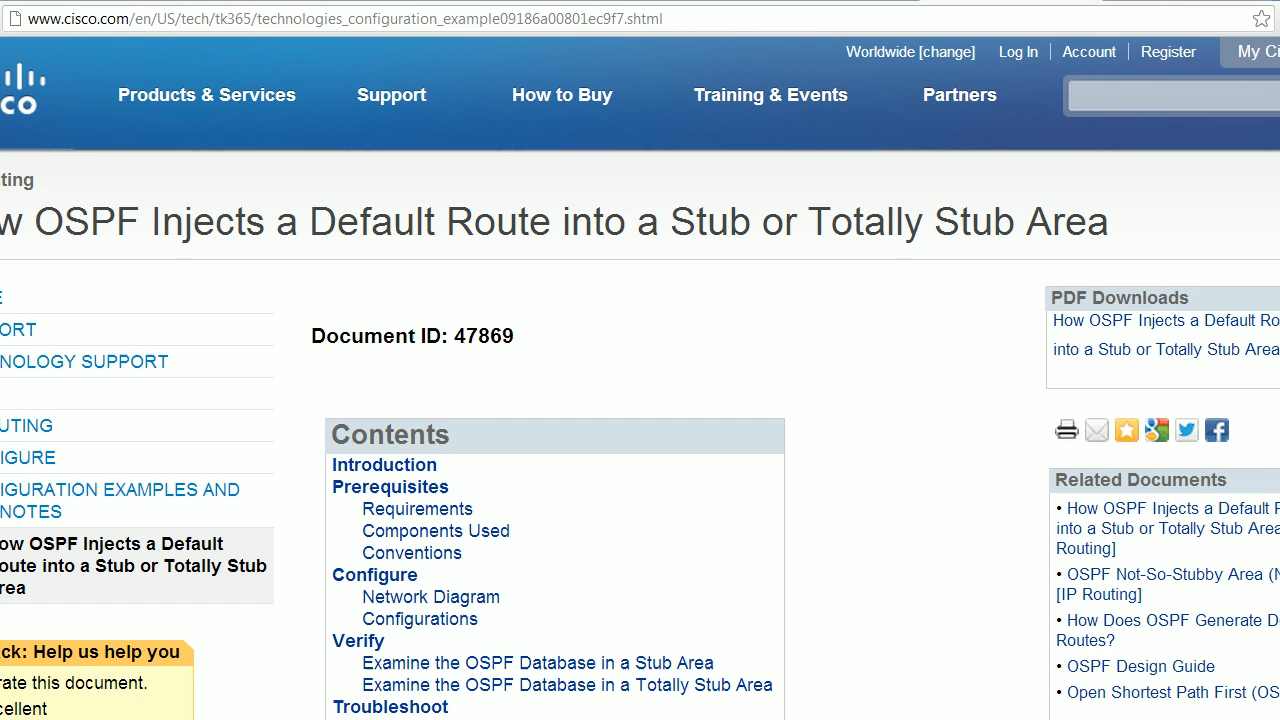 www.cisco.com/en/US/tech/tk365/technologies_configuration_example09186a00801ec9f7.shtml
Worldwide [change] Log In Account Register My Ci
co
Products & Services Support How to Buy Training & Events Partners
ting
w OSPF Injects a Default Route into a Stub or Totally Stub Area
E
ORT
NOLOGY SUPPORT
UTING
IGURE
IGURATION EXAMPLES AND
NOTES
ow OSPF Injects a Default
oute into a Stub or Totally Stub
rea
ck: Help us help you
rate this document.
cellent
Document ID: 47869
Contents
Introduction
Prerequisites
Requirements
Components Used
Conventions
Configure
Network Diagram
Configurations
Verify
Examine the OSPF Database in a Stub Area
Examine the OSPF Database in a Totally Stub Area
Troubleshoot
PDF Downloads
How OSPF Injects a Default Ro
into a Stub or Totally Stub Area
Related Documents
• How OSPF Injects a Default R
into a Stub or Totally Stub Area
Routing]
• OSPF Not-So-Stubby Area (N
[IP Routing]
• How Does OSPF Generate De
Routes?
• OSPF Design Guide
• Open Shortest Path First (OS